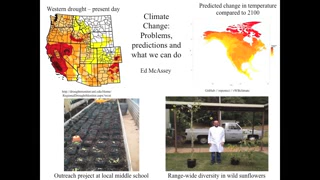 Western drought – present day
Climate
Change:
Problems,
predictions and
what we can do
Ed McAssey
Predicted change in temperature
compared to 2100
Outreach project at local middle school
Range-wide diversity in wild sunflowers